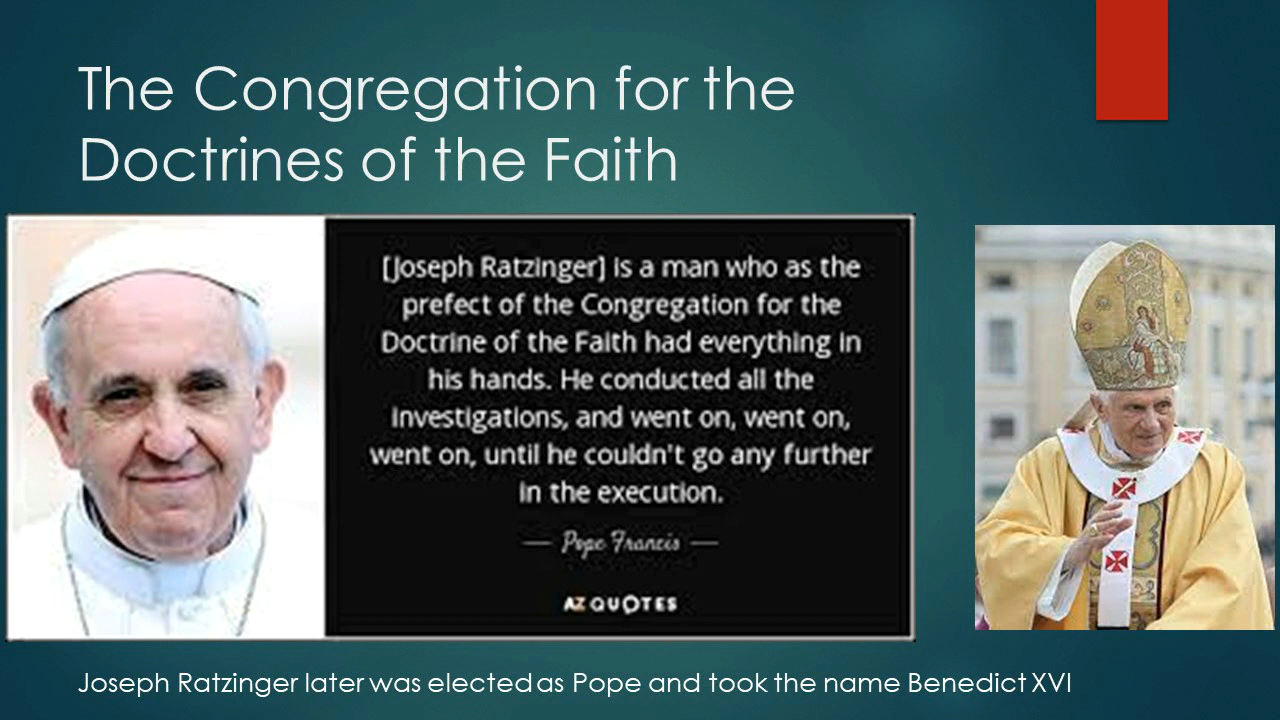 The Congregation for the
Doctrines of the Faith
[Joseph Ratzinger] is a man who as the
prefect of the Congregation for the
Doctrine of the Faith had everything in
his hands. He conducted all the
investigations, and went on, went on,
went on, until he couldn't go any further
in the execution.
— Pope Francis —
AZ QUOTES
Joseph Ratzinger later was elected as Pope and took the name Benedict XVI